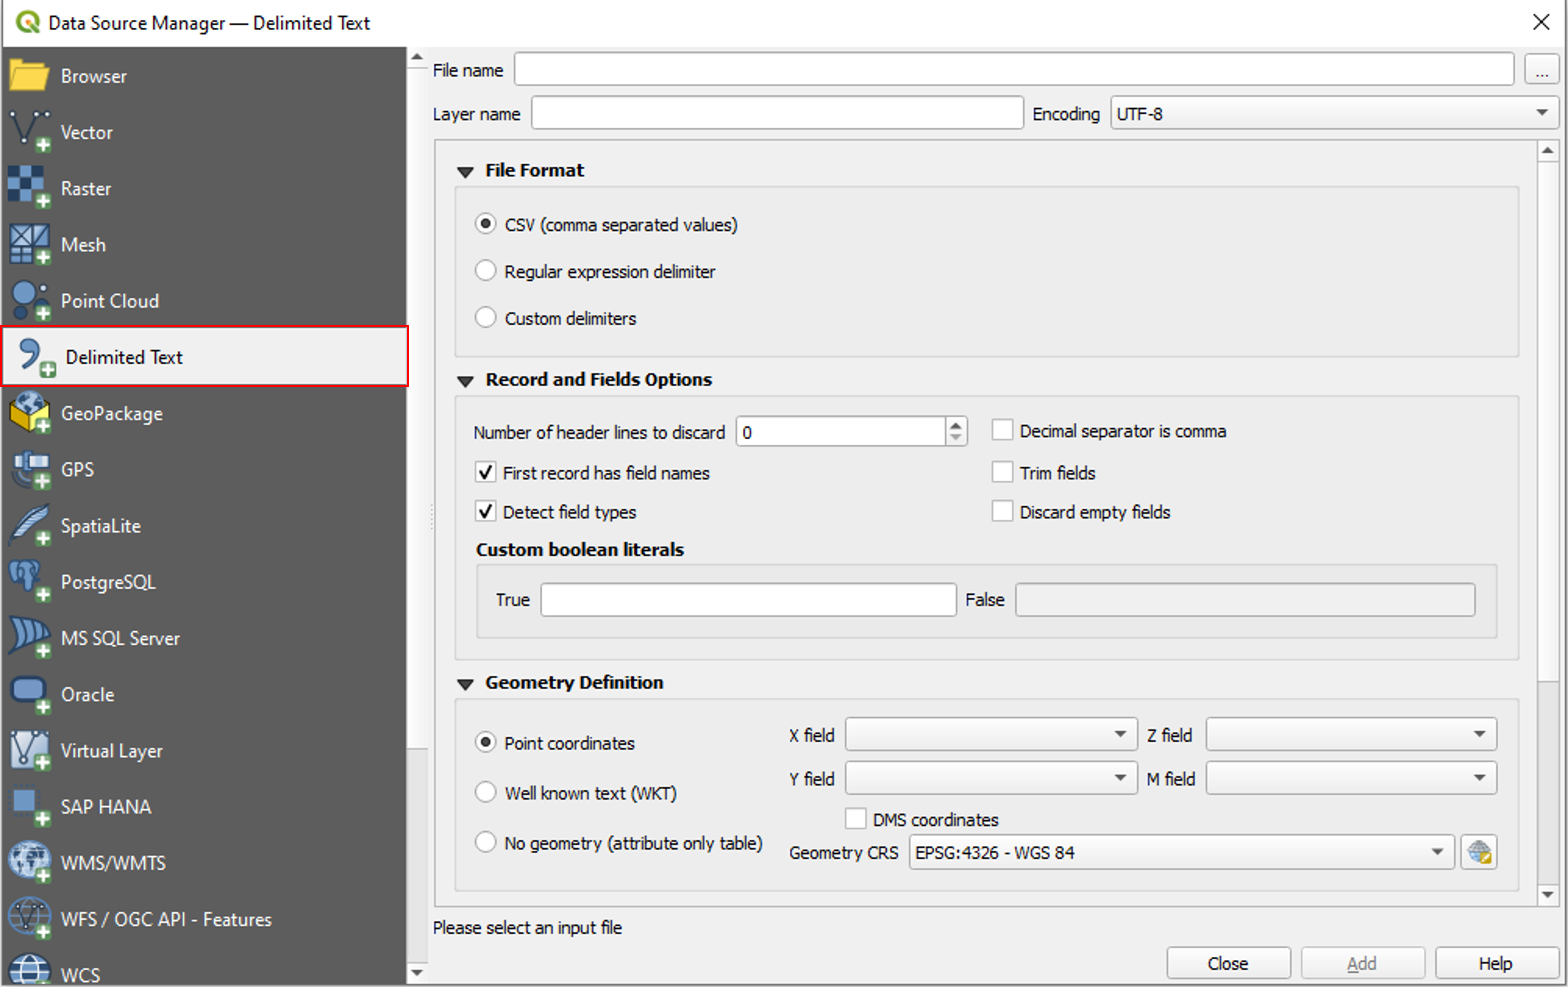 Data Source Manager — Delimited Text
Browser
Vector
Raster
Mesh
Point Cloud
Delimited Text
GeoPackage
GPS
SpatiaLite
PostgreSQL
MS SQL Server
Oracle
Virtual Layer
SAP HANA
WMS/WMTS
WFS / OGC API - Features
WCS
File name
...
Layer name
Encoding UTF-8
File Format
CSV (comma separated values)
Regular expression delimiter
Custom delimiters
Record and Fields Options
Number of header lines to discard 0
Decimal separator is comma
First record has field names
Trim fields
Detect field types
Discard empty fields
Custom boolean literals
True
False
Geometry Definition
Point coordinates
Well known text (WKT)
No geometry (attribute only table)
X field
Z field
Y field
M field
DMS coordinates
Geometry CRS EPSG:4326 - WGS 84
Please select an input file
Close
Add
Help